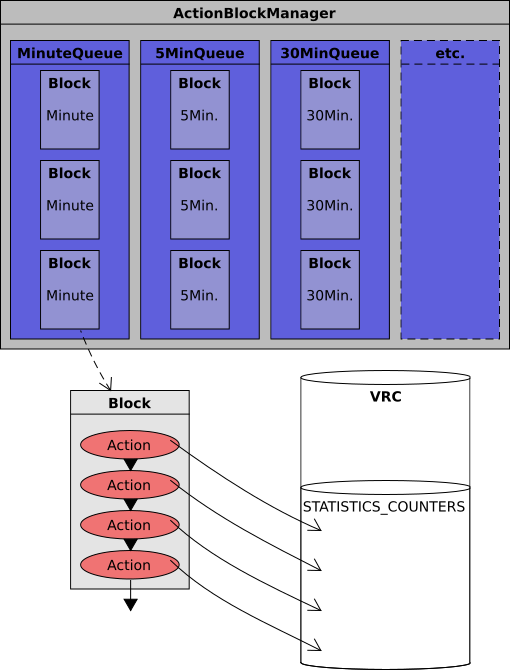 ActionBlockManager
MinuteQueue
Block
Minute
Block
Minute
Block
Minute
5MinQueue
Block
5Min.
Block
5Min.
Block
5Min.
30MinQueue
Block
30Min.
Block
30Min.
Block
30Min.
etc.
Block
Action
Action
Action
Action
VRC
STATISTICS_COUNTERS